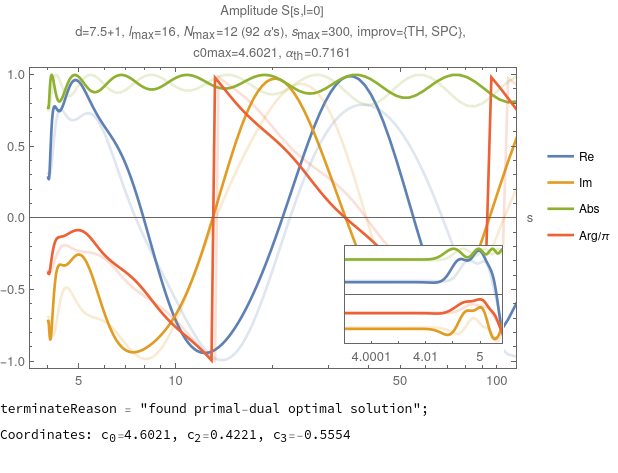 Amplitude S[s,l=0]
d=7.5+1, lmax=16, Nmax=12 (92 α's), smax=300, improv={TH, SPC},
c0max=4.6021, αth=0.7161
1.0
0.5
0.0
−0.5
−1.0
5
10
50
100
s
4.0001
4.01
5
Re
Im
Abs
Arg/π
terminateReason = "found primal-dual optimal solution";
Coordinates: c0=4.6021, c2=0.4221, c3=-0.5554